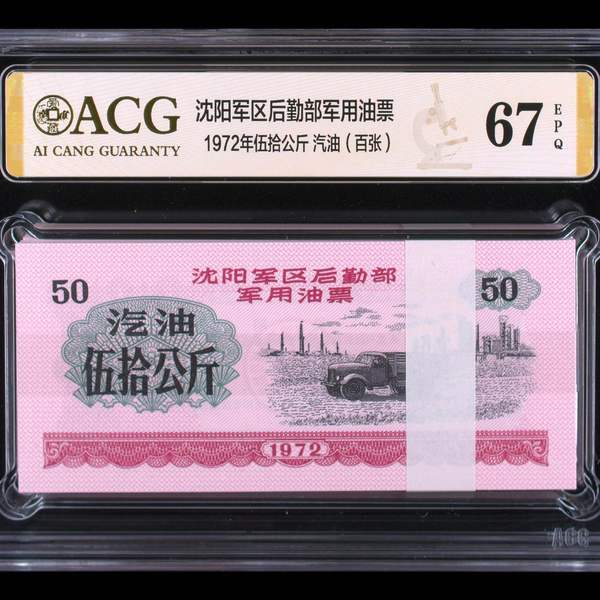 ACG
AI CANG GUARANTY
沈阳军区后勤部军用油票
1972年伍拾公斤 汽油（百张）
67
EPQ
沈阳军区后勤部
军用油票
50
50
汽油
伍拾公斤
1972
ACG